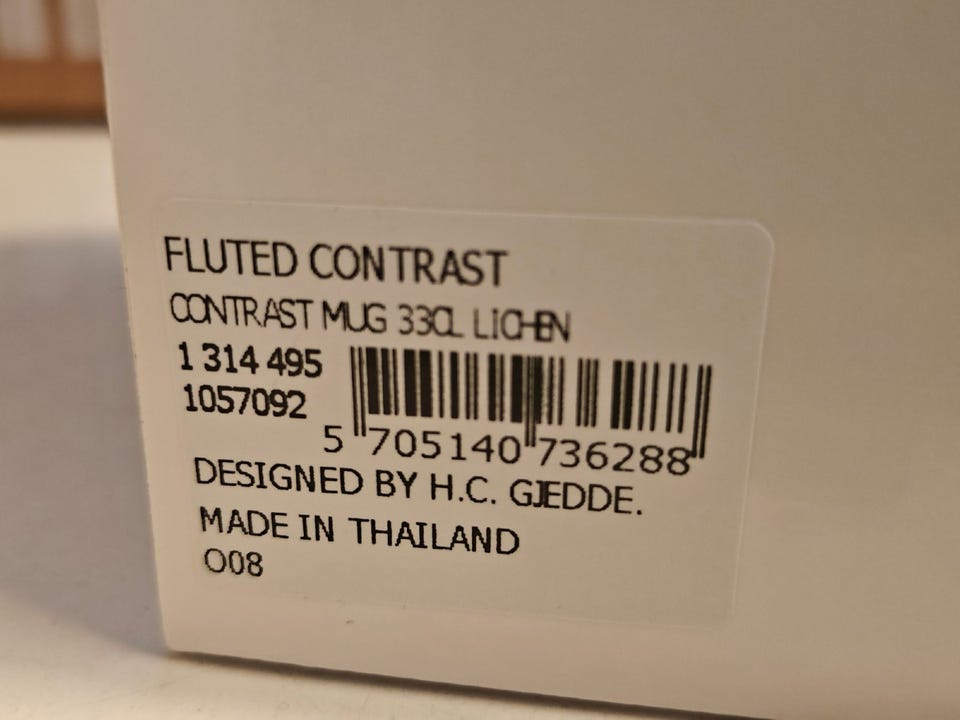 FLUTED CONTRAST
CONTRAST MUG 33CL LICHEN
1 314 495
1057092
5 705140 736288
DESIGNED BY H.C. GJEDDE.
MADE IN THAILAND
O08